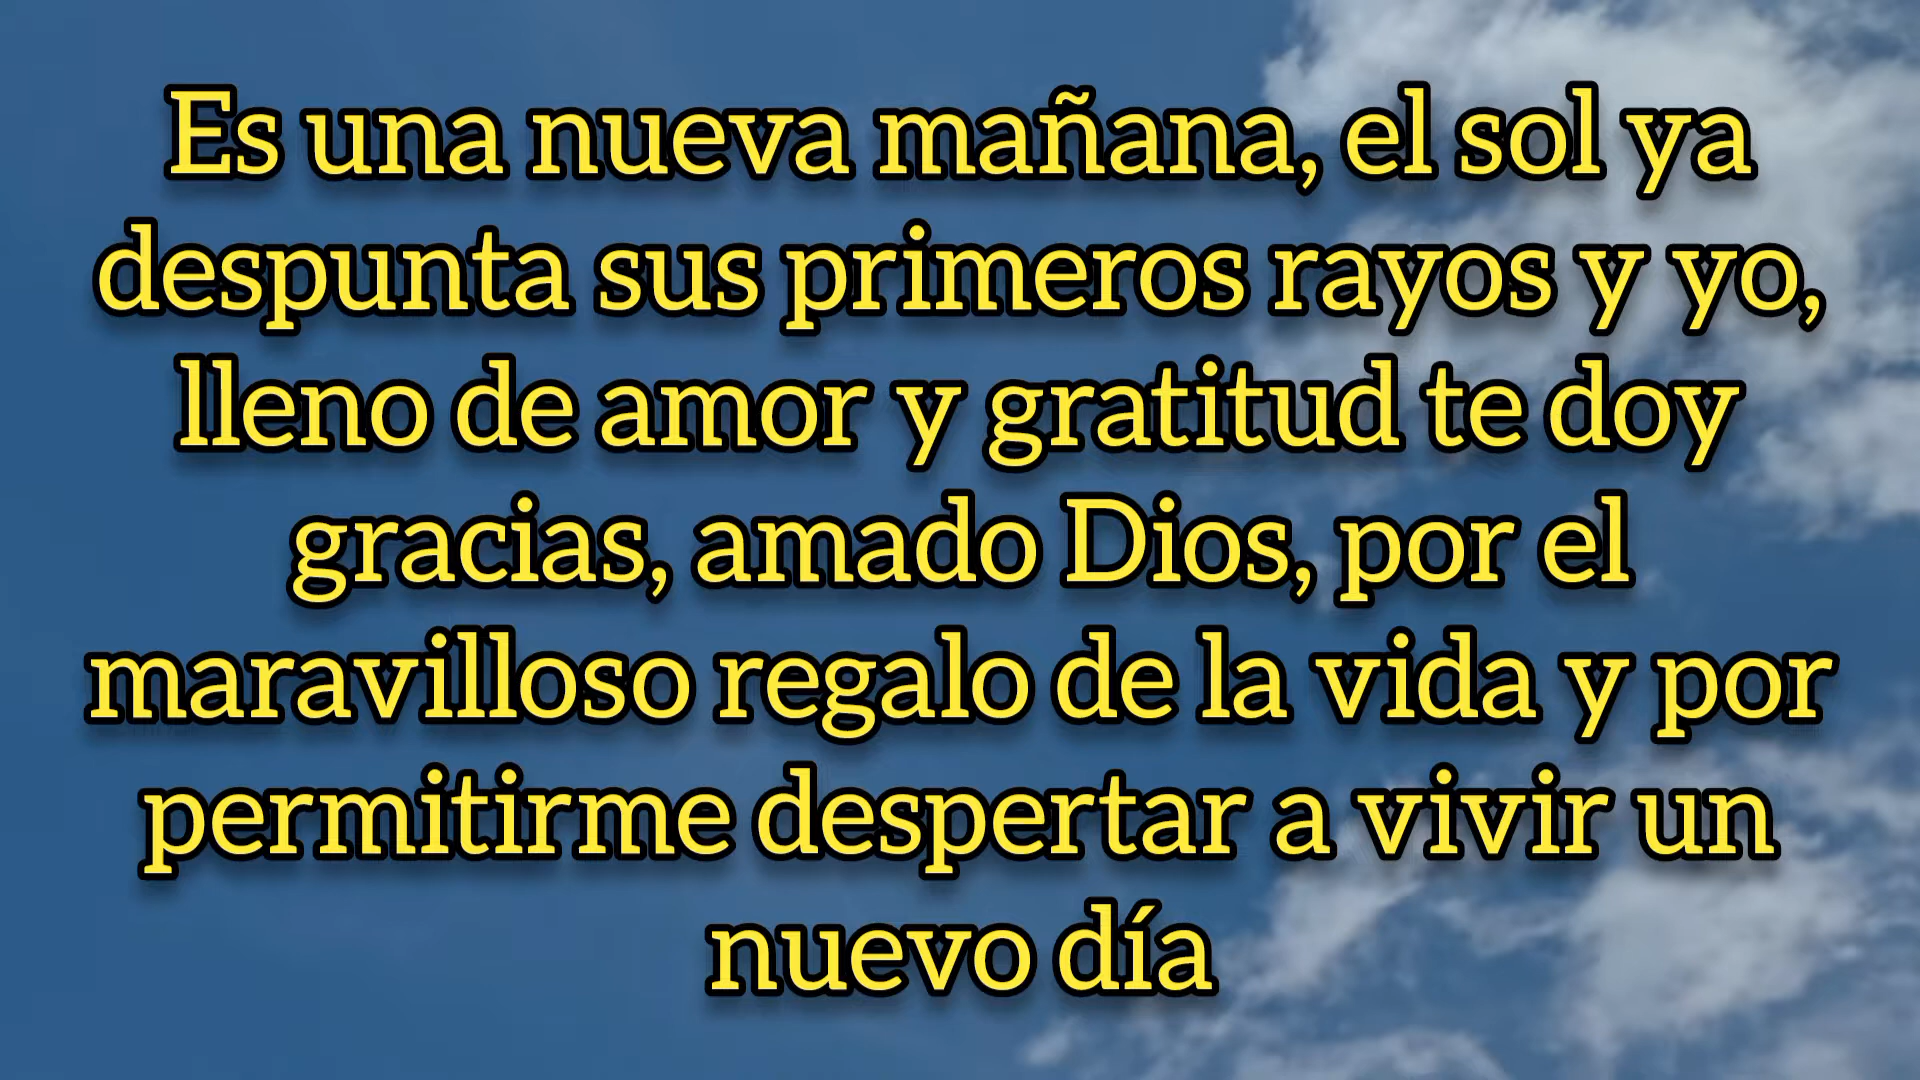 Es una nueva mañana, el sol ya
despunta sus primeros rayos y yo,
lleno de amor y gratitud te doy
gracias, amado Dios, por el
maravilloso regalo de la vida y por
permitirme despertar a vivir un
nuevo día